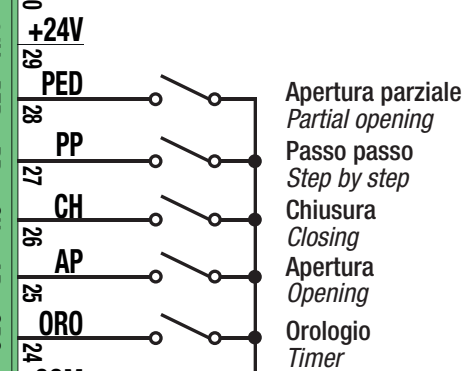 +24V
29
PED
Apertura parziale
28
Partial opening
PP
Passo passo
27
Step by step
CH
Chiusura
26
Closing
AP
Apertura
25
Opening
ORO
Orologio
24
Timer